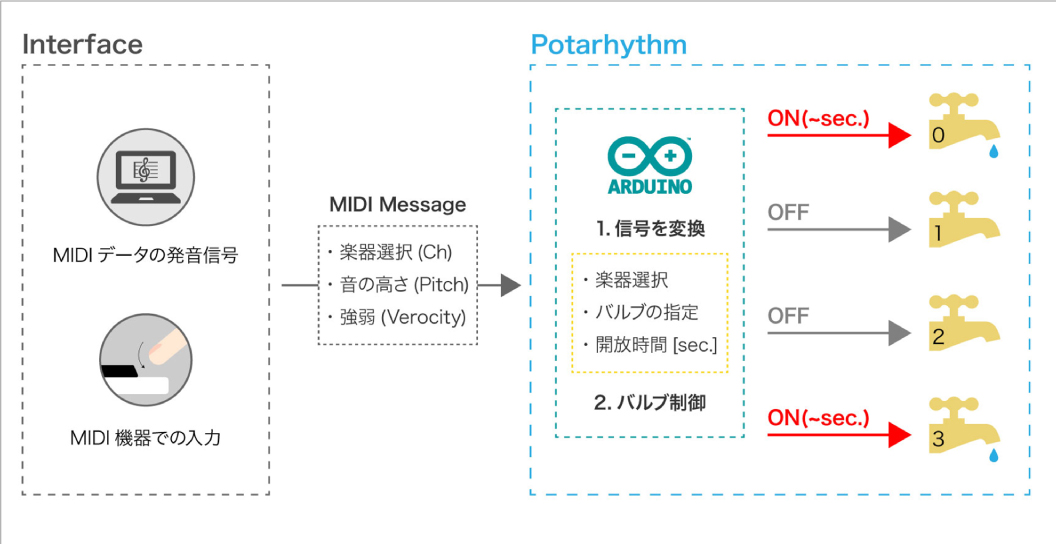 Interface
MIDI データの発音信号
MIDI 機器での入力
MIDI Message
・楽器選択 (Ch)
・音の高さ (Pitch)
・強弱 (Verocity)
Potarhythm
ARDUINO
1. 信号を変換
・楽器選択
・バルブの指定
・開放時間 [sec.]
2. バルブ制御
ON(~sec.)
0
OFF
1
OFF
2
ON(~sec.)
3